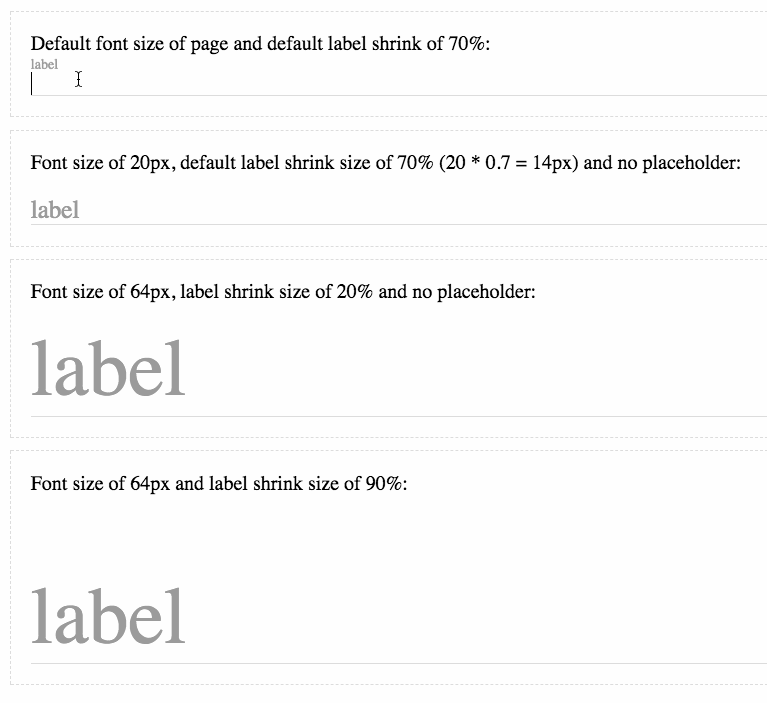 Default font size of page and default label shrink of 70%:
label
Font size of 20px, default label shrink size of 70% (20 * 0.7 = 14px) and no placeholder:
label
Font size of 64px, label shrink size of 20% and no placeholder:
label
Font size of 64px and label shrink size of 90%:
label